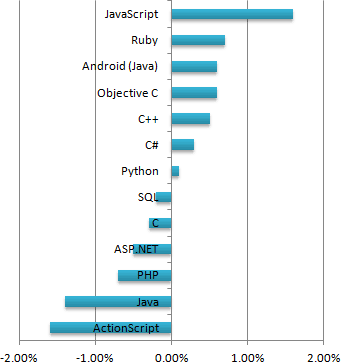 JavaScript
Ruby
Android (Java)
Objective C
C++
C#
Python
SQL
C
ASP.NET
PHP
Java
ActionScript
-2.00% -1.00% 0.00% 1.00% 2.00%